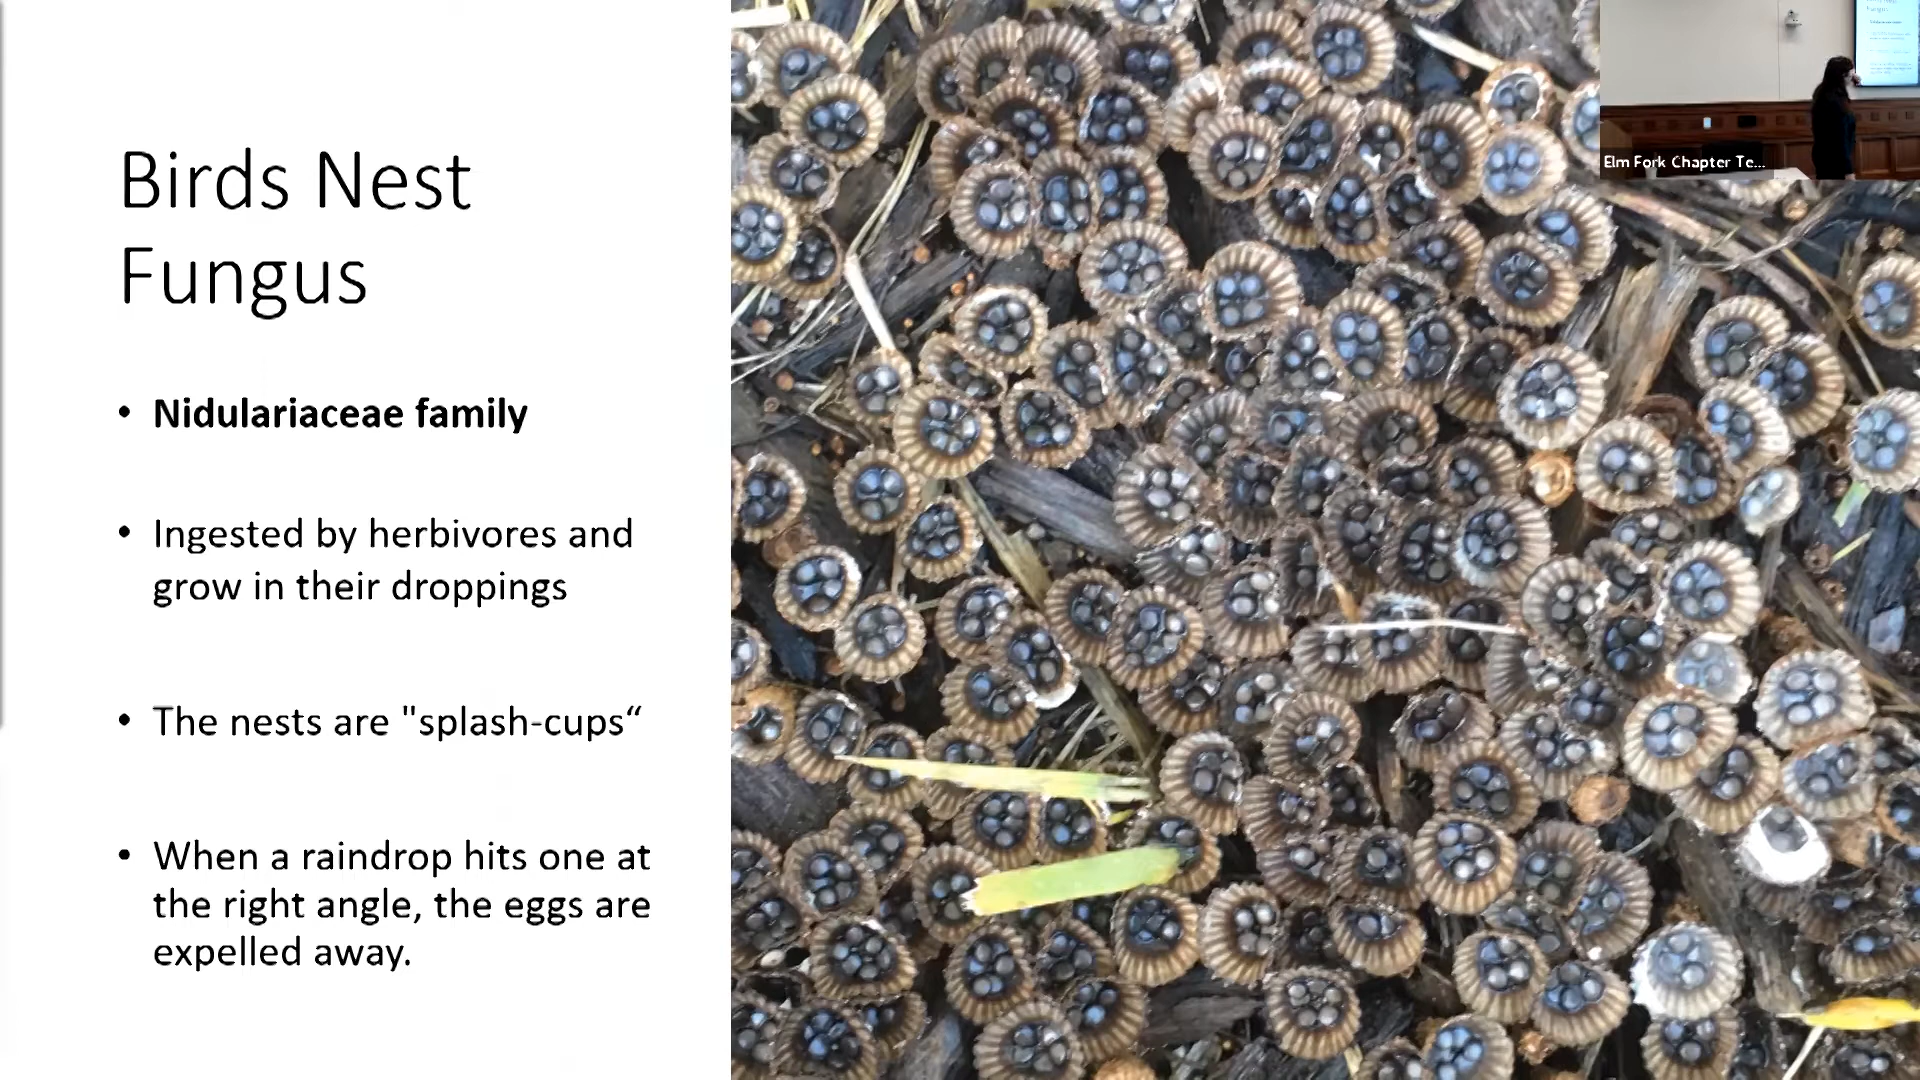 Birds Nest
Fungus
• Nidulariaceae family
• Ingested by herbivores and
grow in their droppings
• The nests are "splash-cups“
• When a raindrop hits one at
the right angle, the eggs are
expelled away.
Elm Fork Chapter Te...